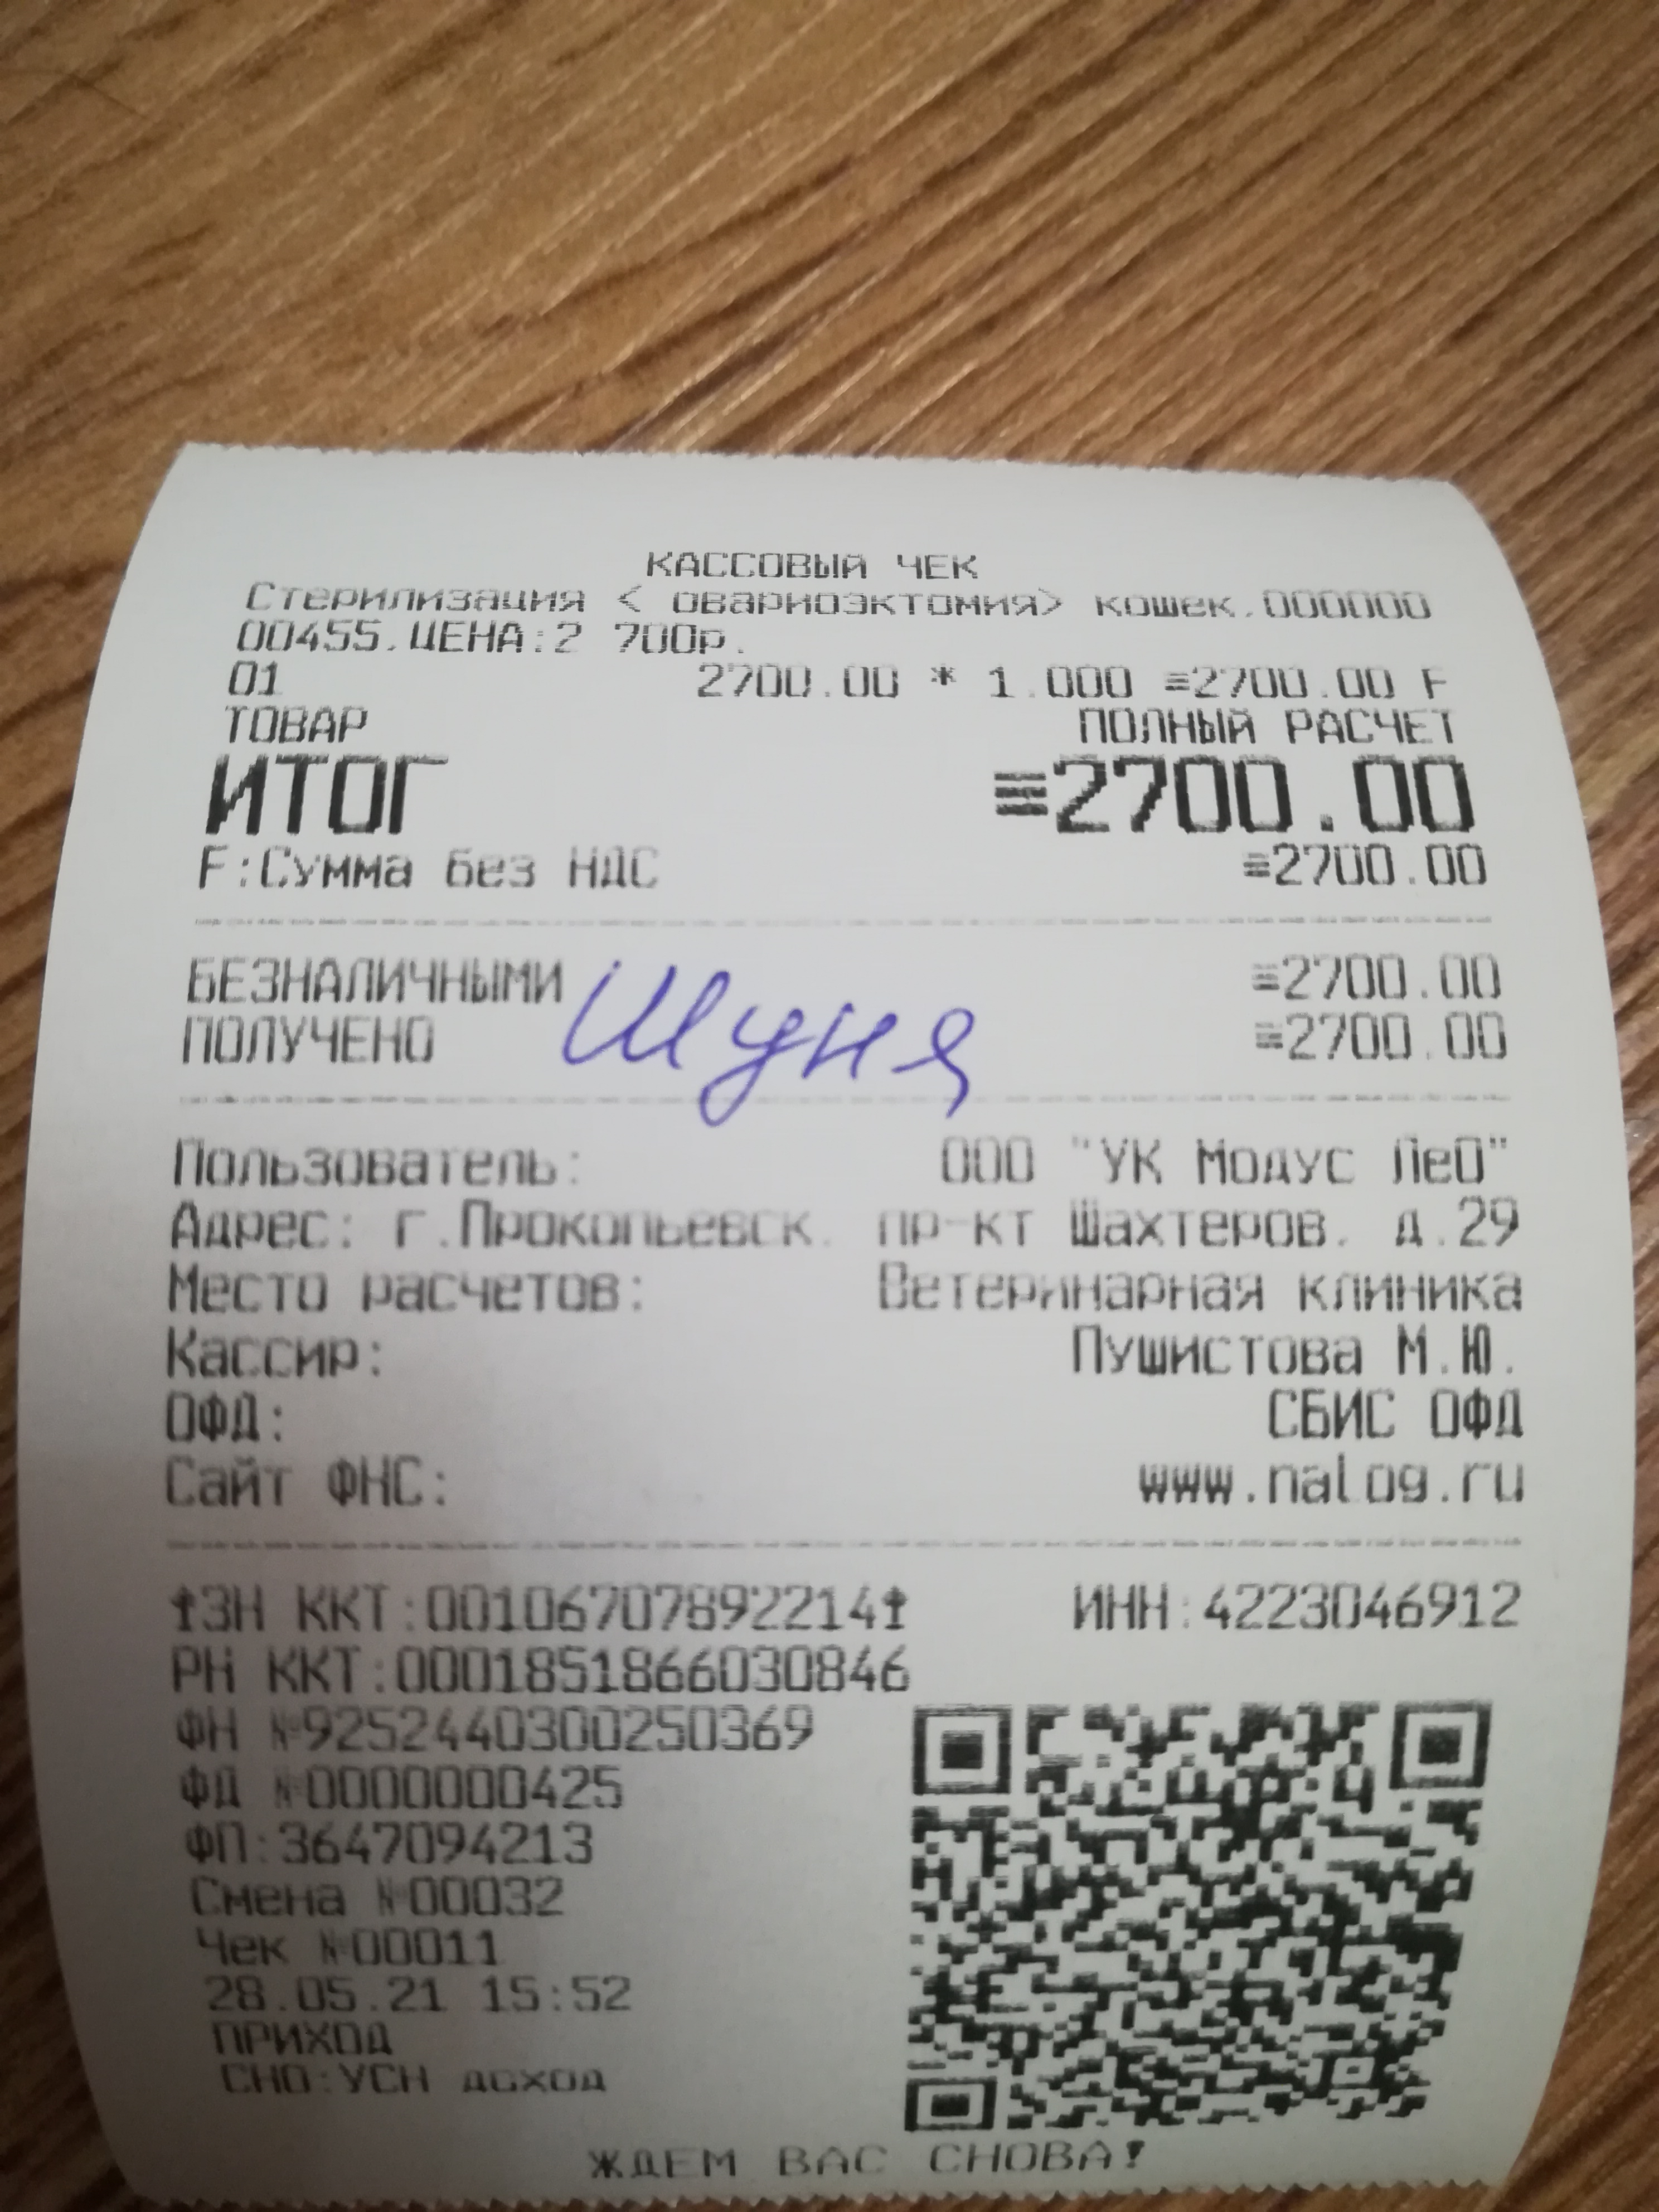 КАССОВЫЙ ЧЕК
Стерилизация < овариоэктомия> кошек.000000
00455.ЦЕНА:2 700р.
01 2700.00 * 1.000 ≡2700.00 F
ТОВАР ПОЛНЫЙ РАСЧЕТ
ИТОГ ≡2700.00
F:Сумма без НДС ≡2700.00
БЕЗНАЛИЧНЫМИ ≡2700.00
ПОЛУЧЕНО ≡2700.00
Шуня
Пользователь: ООО "УК Модус ЛеО"
Адрес: г.Прокопьевск, пр-кт Шахтеров, д.29
Место расчетов: Ветеринарная клиника
Кассир: Пушистова М.Ю.
ОФД: СБИС ОФД
Сайт ФНС: www.nalog.ru
ЗН ККТ:00106707892214 ИНН:4223046912
РН ККТ:0001851866030846
ФН №9252440300250369
ФД №0000000425
ФП:3647094213
Смена №00032
Чек №00011
28.05.21 15:52
ПРИХОД
СНО:УСН доход
ЖДЕМ ВАС СНОВА!